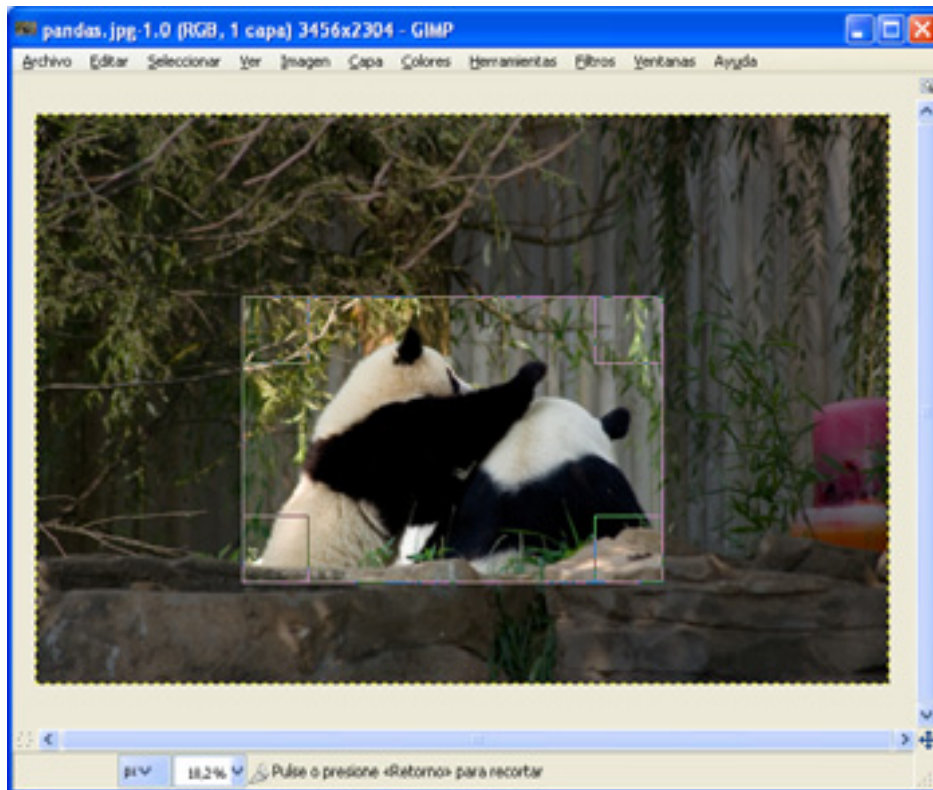 pandas.jpg-1.0 (RGB, 1 capa) 3456x2304 - GIMP
Archivo Editar Seleccionar Ver Imagen Capa Colores Herramientas Filtros Ventanas Ayuda
px 18,2% Pulse o presione «Retorno» para recortar